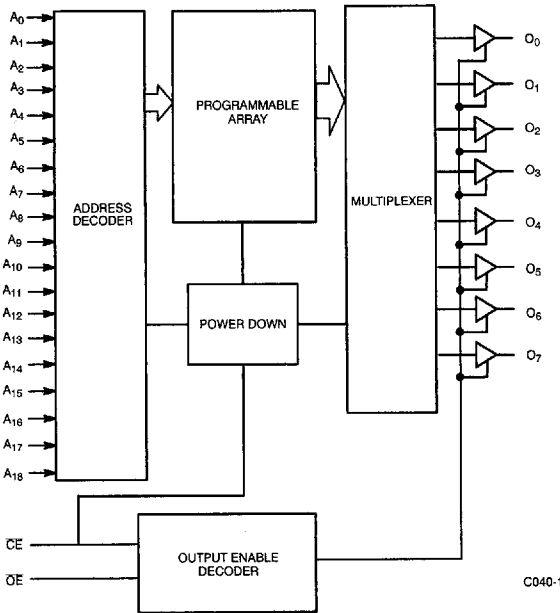 A0
A1
A2
A3
A4
A5
A6
A7
A8
A9
A10
A11
A12
A13
A14
A15
A16
A17
A18
CE
OE
ADDRESS
DECODER
PROGRAMMABLE
ARRAY
POWER DOWN
MULTIPLEXER
OUTPUT ENABLE
DECODER
O0
O1
O2
O3
O4
O5
O6
O7
C040-1